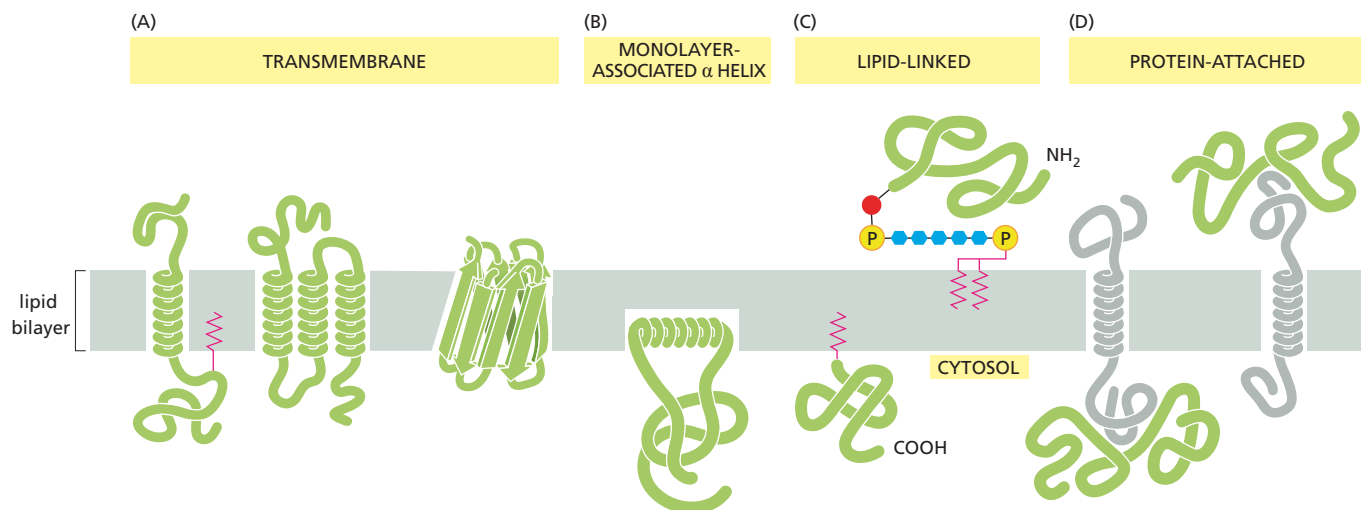 (A)
TRANSMEMBRANE
(B)
MONOLAYER-
ASSOCIATED α HELIX
(C)
LIPID-LINKED
(D)
PROTEIN-ATTACHED
NH₂
P
P
lipid
bilayer
CYTOSOL
COOH